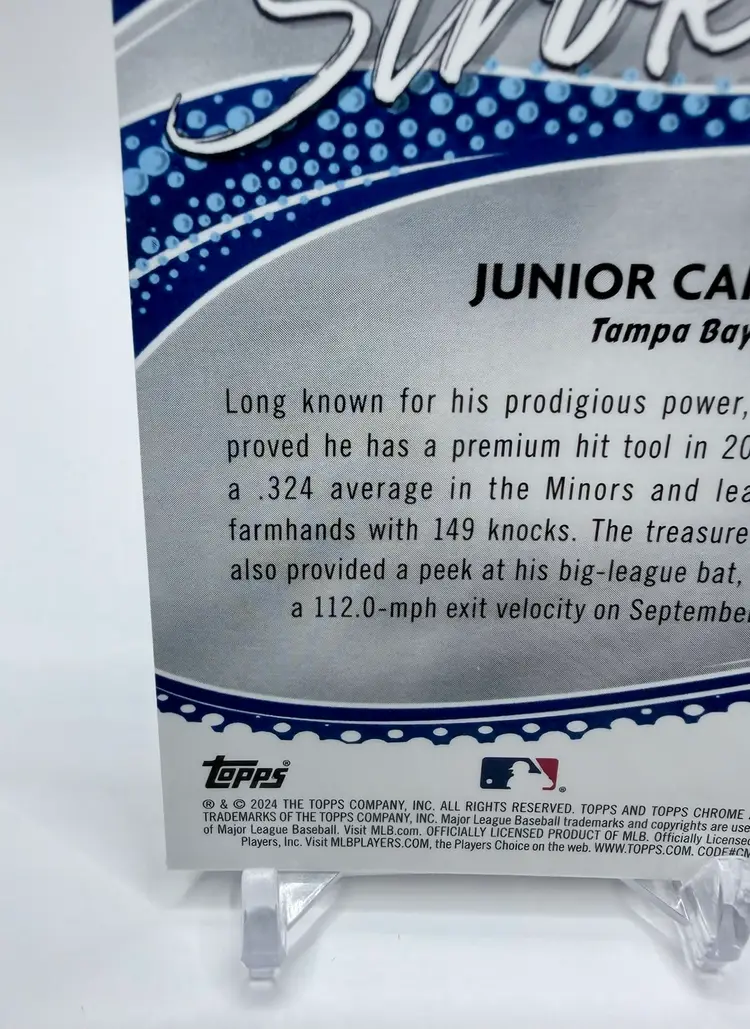 JUNIOR
Tampa Bay
Long known for his prodigious power,
proved he has a premium hit tool in
a .324 average in the Minors and
farmhands with 149 knocks. The treasure
also provided a peek at his big-league bat,
a 112.0-mph exit velocity on September
topps®
® & © 2024 THE TOPPS COMPANY, INC. ALL RIGHTS RESERVED. TOPPS AND TOPPS CHROME
TRADEMARKS OF THE TOPPS COMPANY, INC. Major League Baseball trademarks and copyrights are
of Major League Baseball. Visit MLB.com. OFFICIALLY LICENSED PRODUCT OF MLB. Officially
Players, Inc. Visit MLBPLAYERS.COM, the Players Choice on the web. WWW.TOPPS.COM.